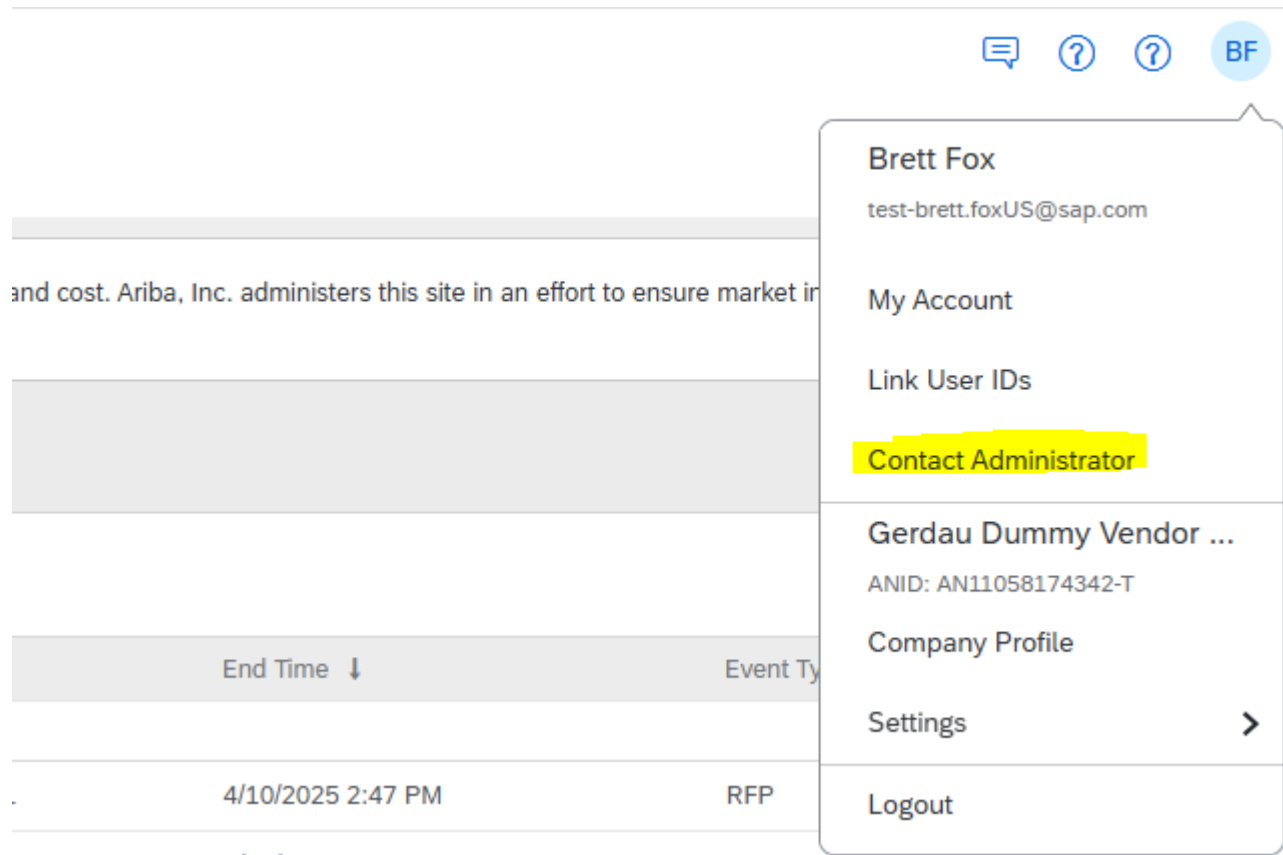 BF
Brett Fox
test-brett.foxUS@sap.com
and cost. Ariba, Inc. administers this site in an effort to ensure market
My Account
Link User IDs
Contact Administrator
Gerdau Dummy Vendor ...
ANID: AN11058174342-T
Company Profile
End Time ↓
Event Ty
Settings
4/10/2025 2:47 PM
RFP
Logout